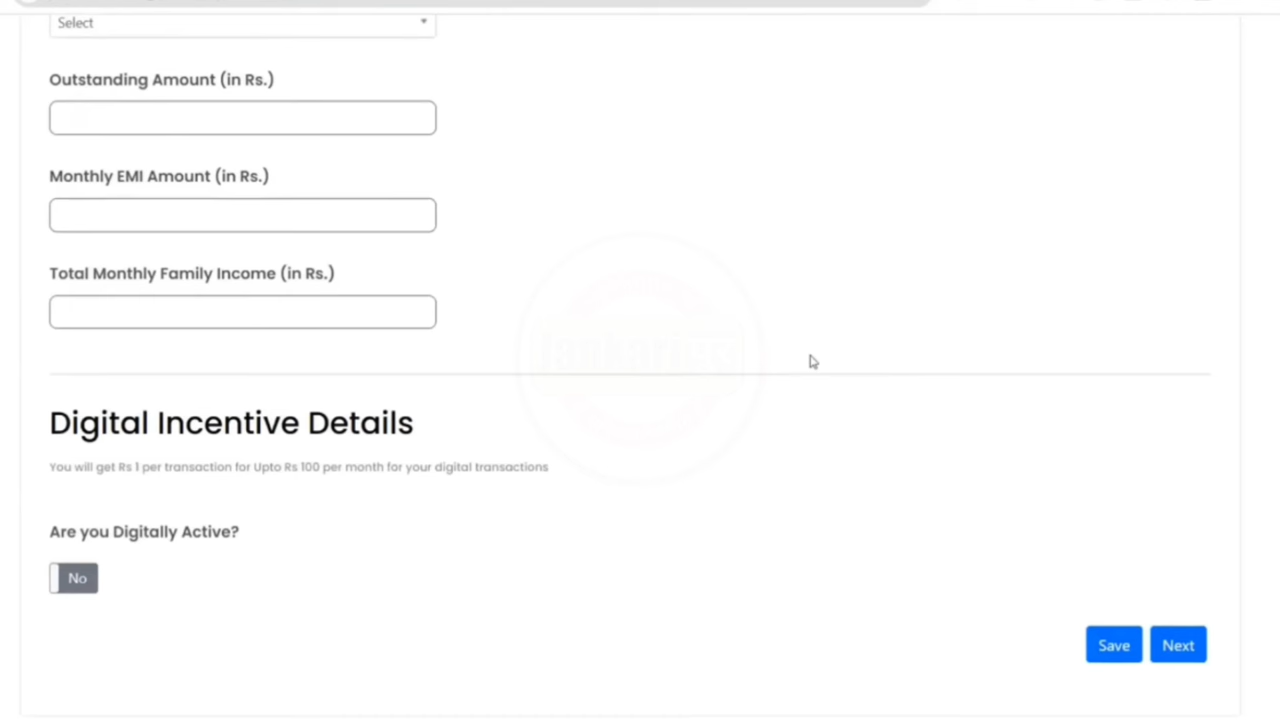 Select
Outstanding Amount (in Rs.)
Monthly EMI Amount (in Rs.)
Total Monthly Family Income (in Rs.)
Digital Incentive Details
You will get Rs 1 per transaction for Upto Rs 100 per month for your digital transactions
Are you Digitally Active?
No
Save
Next